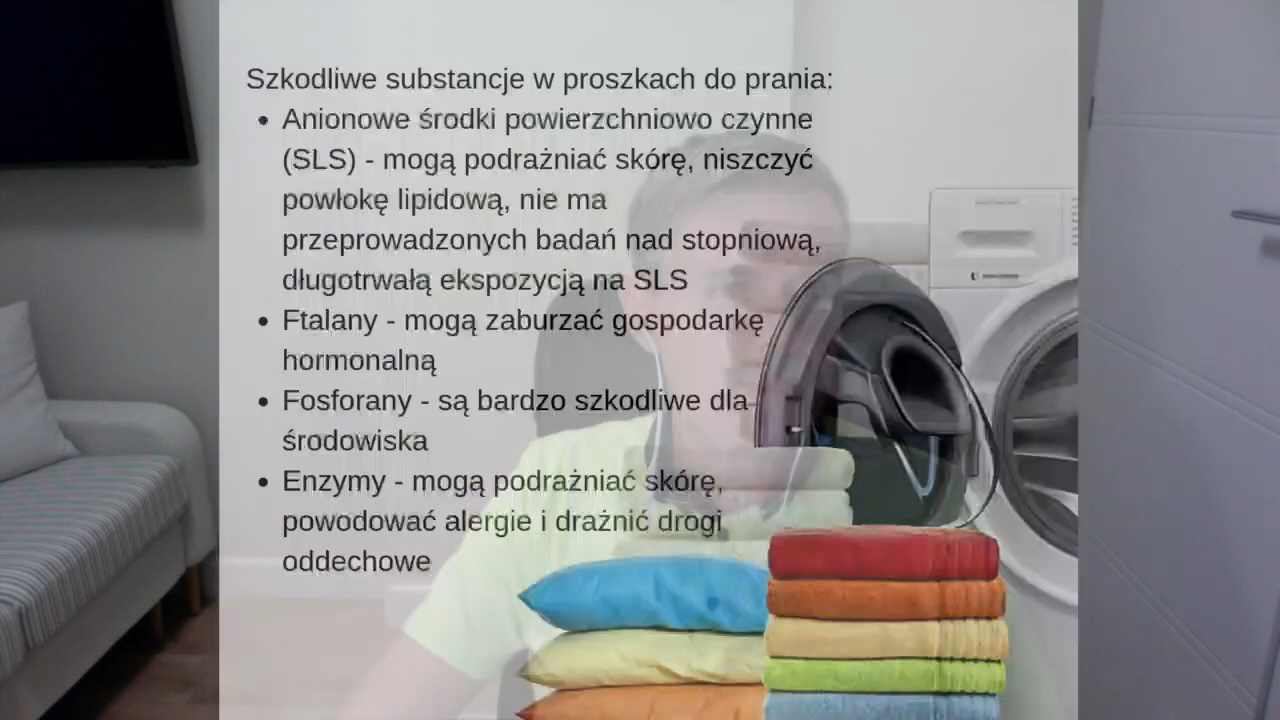 Szkodliwe substancje w proszkach do prania:
• Anionowe środki powierzchniowo czynne
(SLS) - mogą podrażniać skórę, niszczyć
powłokę lipidową, nie ma
przeprowadzonych badań nad stopniową,
długotrwałą ekspozycją na SLS
• Ftalany - mogą zaburzać gospodarkę
hormonalną
• Fosforany - są bardzo szkodliwe dla
środowiska
• Enzymy - mogą podrażniać skórę,
powodować alergie i drażnić drogi
oddechowe